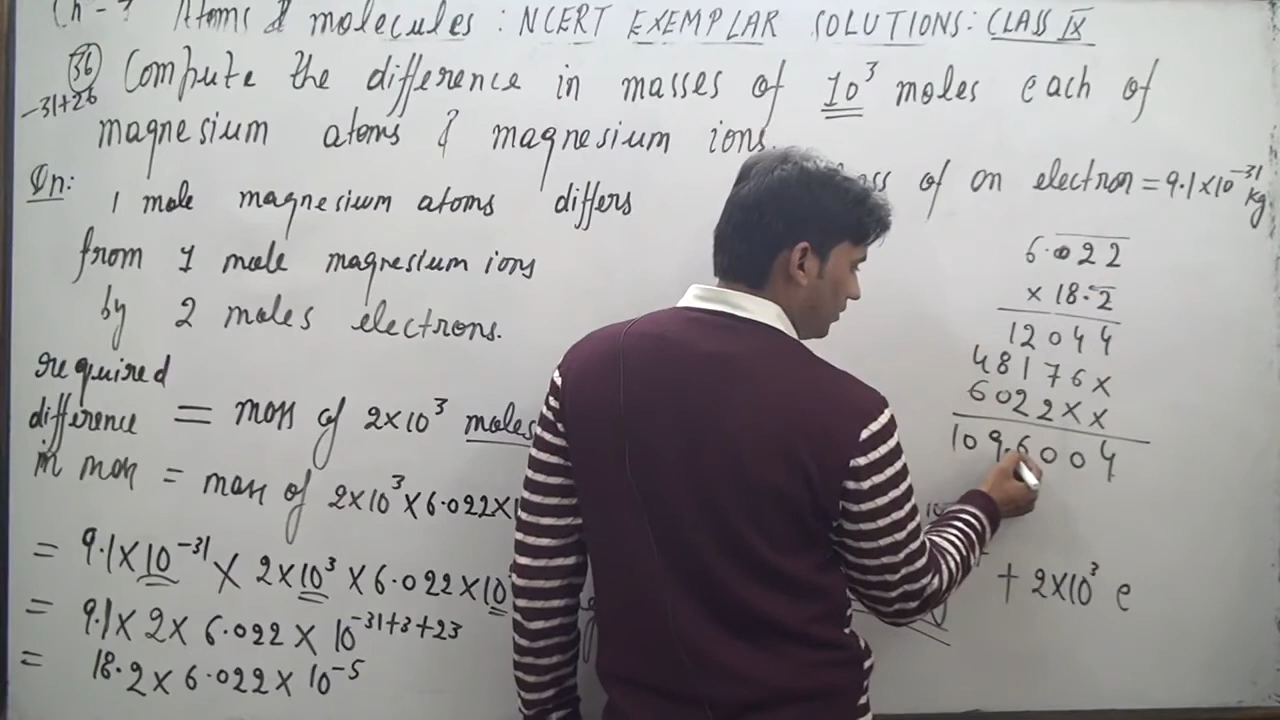 Ch - 3 Atoms & molecules : NCERT EXEMPLAR SOLUTIONS: CLASS IX
36 Compute the difference in masses of 10³ moles each of
-31+26
magnesium atoms & magnesium ions.
of on electron = 9.1×10⁻³¹ kg
1 mole magnesium atoms differs
from 1 mole magnesium ions
by 2 moles electrons.
required
difference = mass of 2×10³ moles
in mass = mass of 2×10³×6.022×1
= 9.1×10⁻³¹ × 2×10³ × 6.022×10
= 9.1×2× 6.022× 10⁻³¹⁺³⁺²³
= 18.2×6.022×10⁻⁵
6.022
×18.2
12044
48176×
6022××
109.6004
+ 2×10³ e